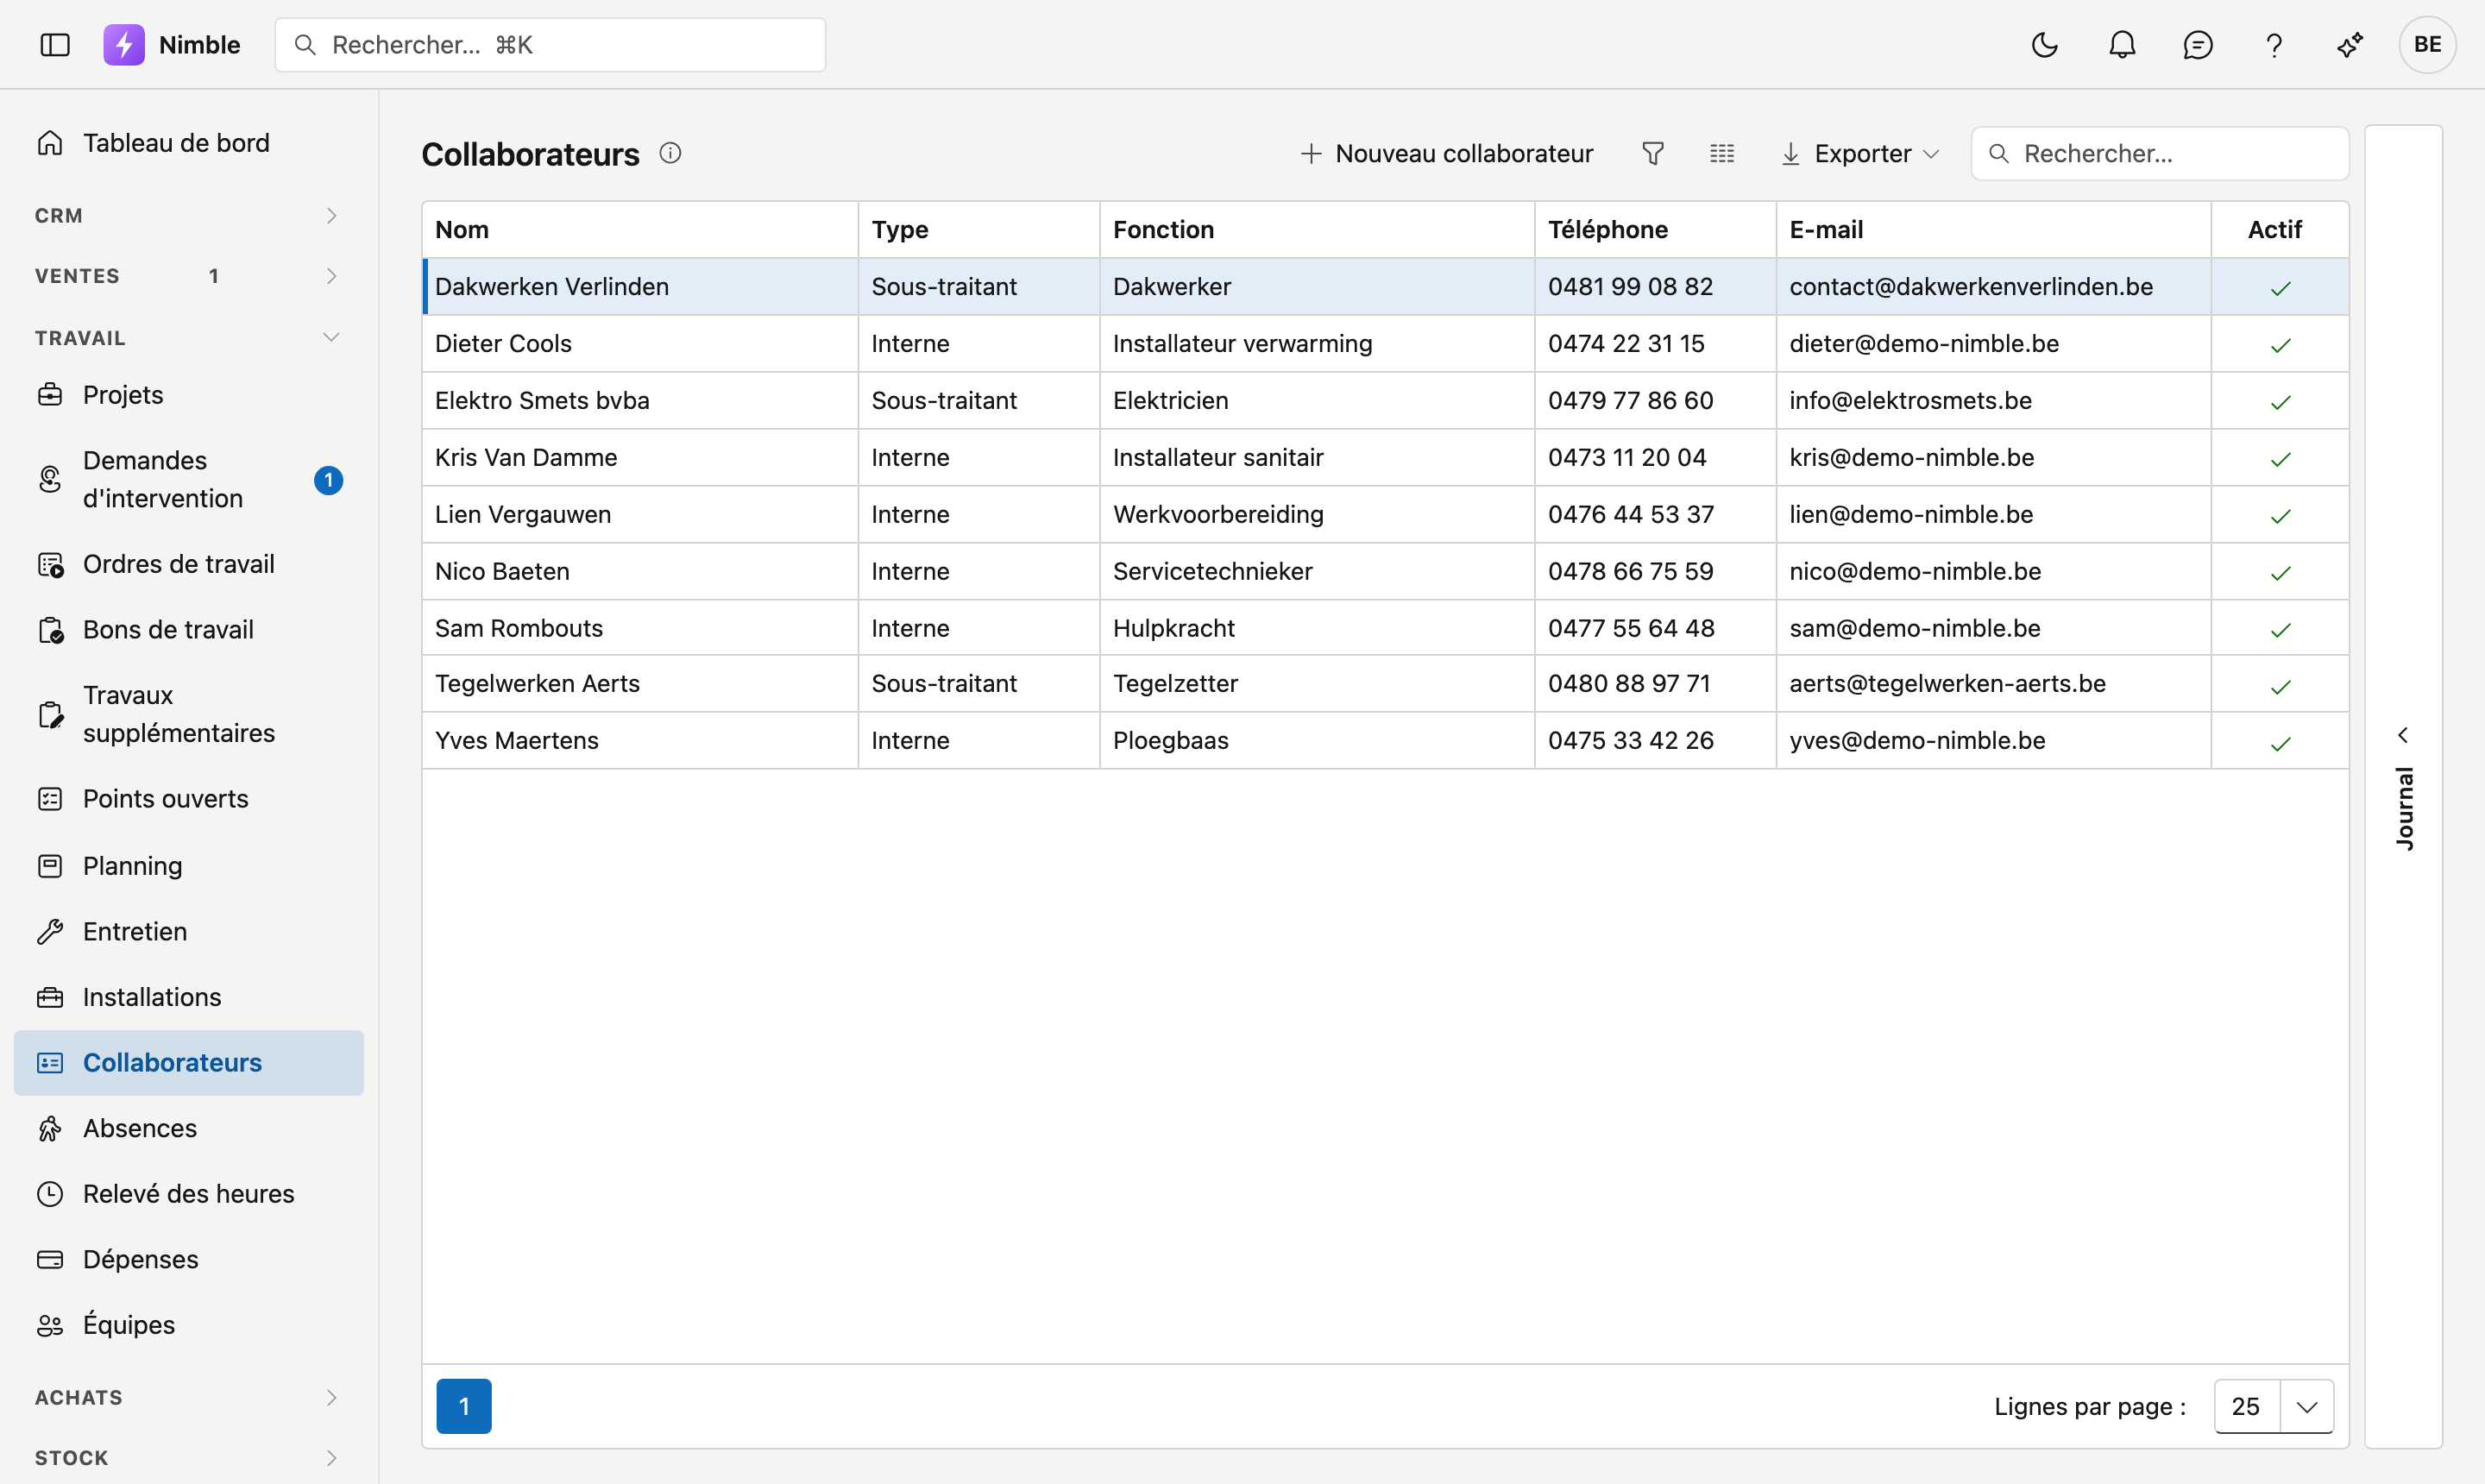 Nimble
Rechercher... ⌘K
BE
Tableau de bord
CRM
VENTES 1
TRAVAIL
Projets
Demandes
d'intervention
1
Ordres de travail
Bons de travail
Travaux
supplémentaires
Points ouverts
Planning
Entretien
Installations
Collaborateurs
Absences
Relevé des heures
Dépenses
Équipes
ACHATS
STOCK
Collaborateurs
Nouveau collaborateur
Exporter
Rechercher...
Nom Type Fonction Téléphone E-mail Actif
Dakwerken Verlinden Sous-traitant Dakwerker 0481 99 08 82 contact@dakwerkenverlinden.be
Dieter Cools Interne Installateur verwarming 0474 22 31 15 dieter@demo-nimble.be
Elektro Smets bvba Sous-traitant Elektricien 0479 77 86 60 info@elektrosmets.be
Kris Van Damme Interne Installateur sanitair 0473 11 20 04 kris@demo-nimble.be
Lien Vergauwen Interne Werkvoorbereiding 0476 44 53 37 lien@demo-nimble.be
Nico Baeten Interne Servicetechnieker 0478 66 75 59 nico@demo-nimble.be
Sam Rombouts Interne Hulpkracht 0477 55 64 48 sam@demo-nimble.be
Tegelwerken Aerts Sous-traitant Tegelzetter 0480 88 97 71 aerts@tegelwerken-aerts.be
Yves Maertens Interne Ploegbaas 0475 33 42 26 yves@demo-nimble.be
1
Lignes par page : 25
Journal